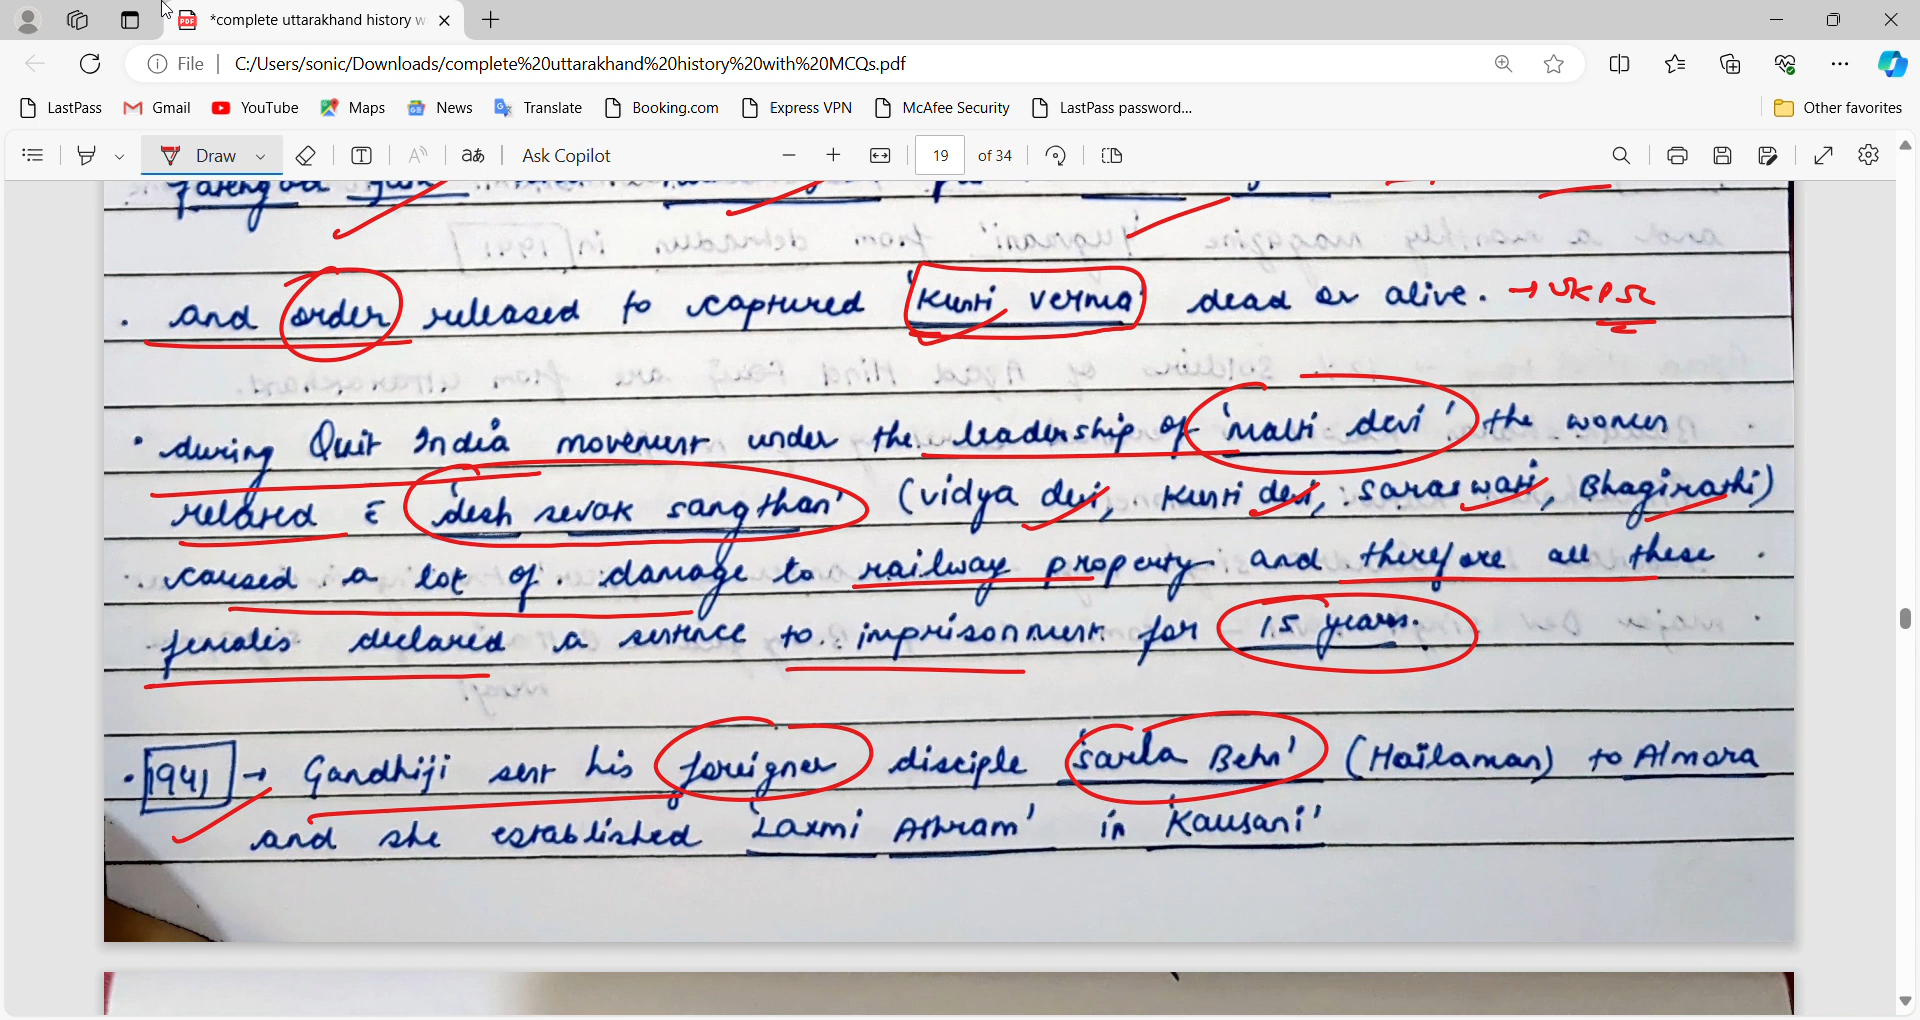 *complete uttarakhand history w
File C:/Users/sonic/Downloads/complete%20uttarakhand%20history%20with%20MCQs.pdf
LastPass Gmail YouTube Maps News Translate Booking.com Express VPN McAfee Security LastPass password... Other favorites
Draw Ask Copilot 19 of 34
. and order released to captured 'Kunti verma' dead or alive. → UKPSC
• during Quit India movement under the leadership of 'malti devi' the women
related c̄ 'desh sevak sangthan' (vidya devi, Kunti devi, saraswati, Bhagirathi)
caused a lot of damage to railway property and therefore all these
females declared a sentence to imprisonment for 15 years.
• 1941 → Gandhiji sent his foreigner disciple 'sarla Behn' (Hailaman) to Almora
and she established 'Laxmi Ashram' in 'Kausani'